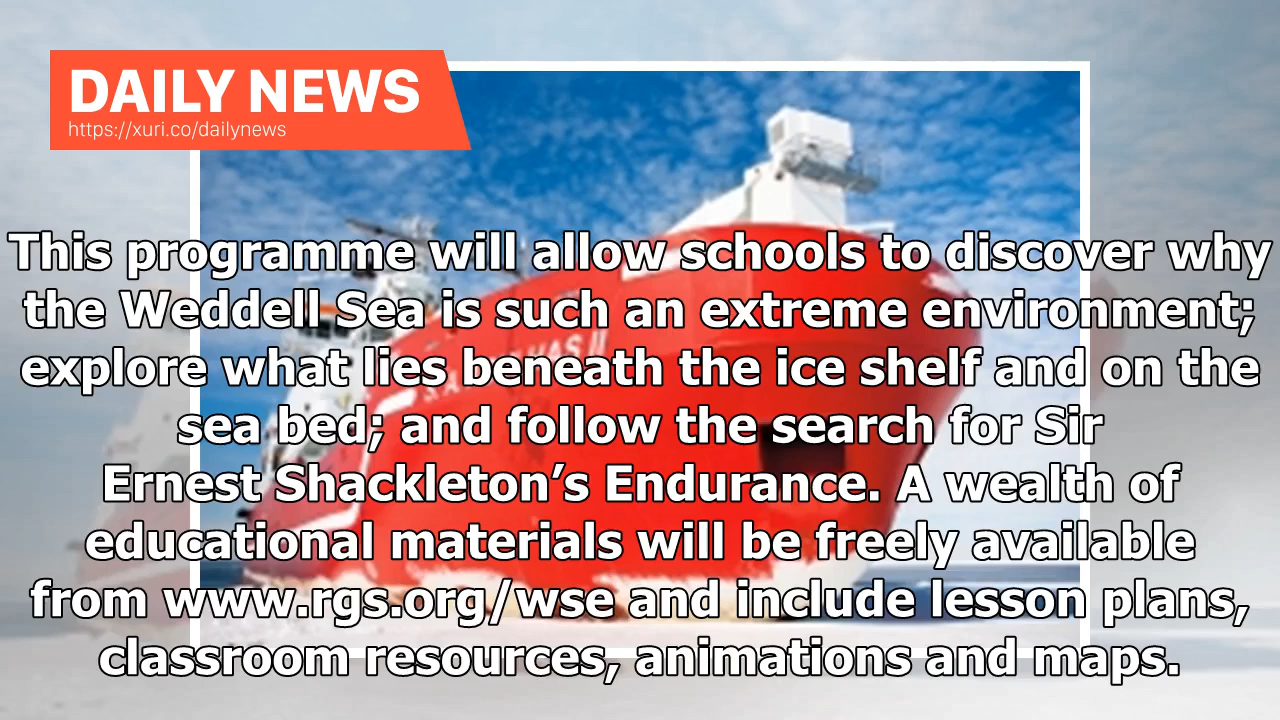 DAILY NEWS
https://xuri.co/dailynews
This programme will allow schools to discover why
the Weddell Sea is such an extreme environment;
explore what lies beneath the ice shelf and on the
sea bed; and follow the search for Sir
Ernest Shackleton’s Endurance. A wealth of
educational materials will be freely available
from www.rgs.org/wse and include lesson plans,
classroom resources, animations and maps.